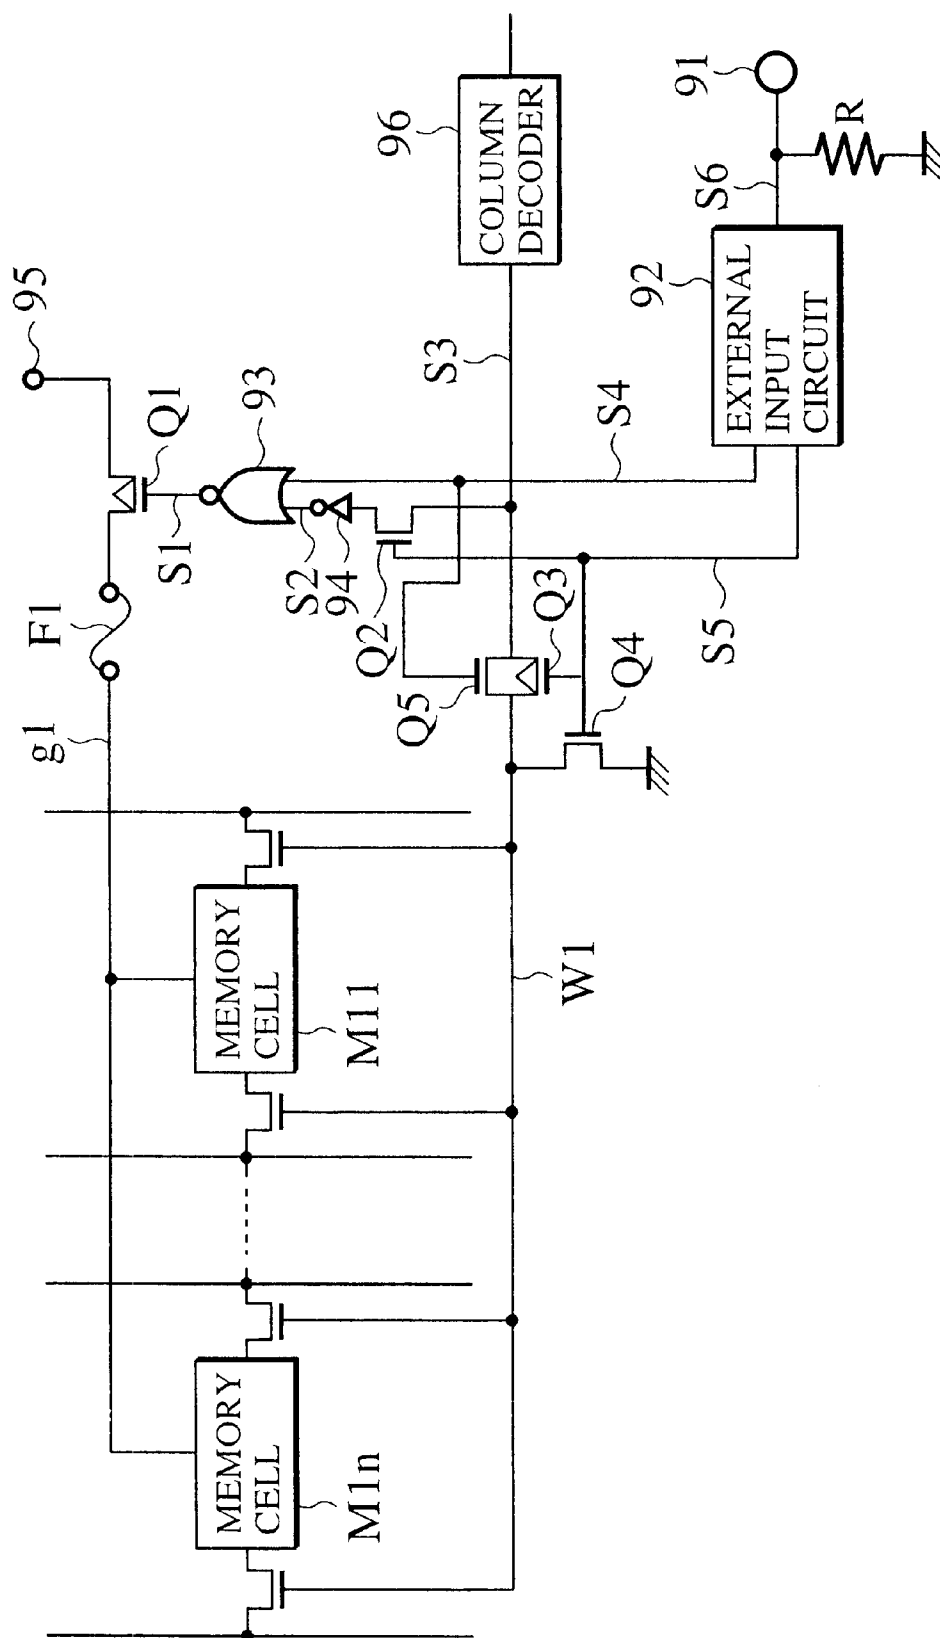 95
F1
g1
Q1
S1
93
S2
94
Q2
MEMORY
CELL
M1n
MEMORY
CELL
M11
96
COLUMN
DECODER
S3
S4
Q5
Q3
Q4
S5
W1
91
R
S6
92
EXTERNAL
INPUT
CIRCUIT